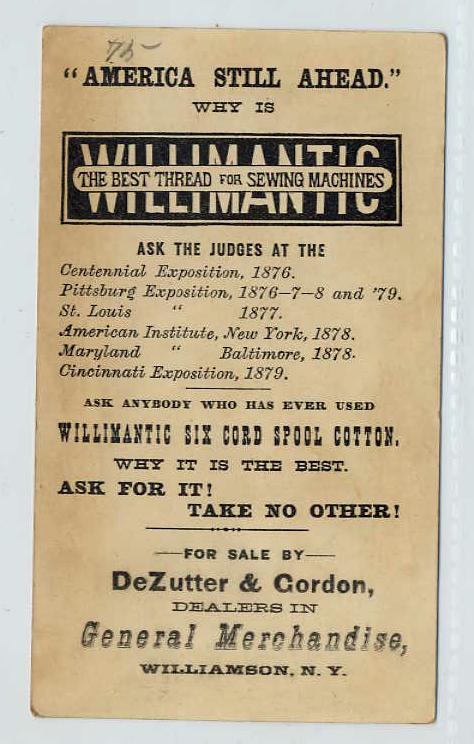 75-
"AMERICA STILL AHEAD."
WHY IS
WILLIMANTIC
THE BEST THREAD FOR SEWING MACHINES
ASK THE JUDGES AT THE
Centennial Exposition, 1876.
Pittsburg Exposition, 1876–7–8 and '79.
St. Louis " 1877.
American Institute, New York, 1878.
Maryland " Baltimore, 1878.
Cincinnati Exposition, 1879.
ASK ANYBODY WHO HAS EVER USED
WILLIMANTIC SIX CORD SPOOL COTTON,
WHY IT IS THE BEST.
ASK FOR IT!
TAKE NO OTHER!
—FOR SALE BY—
DeZutter & Gordon,
DEALERS IN
General Merchandise,
WILLIAMSON, N. Y.